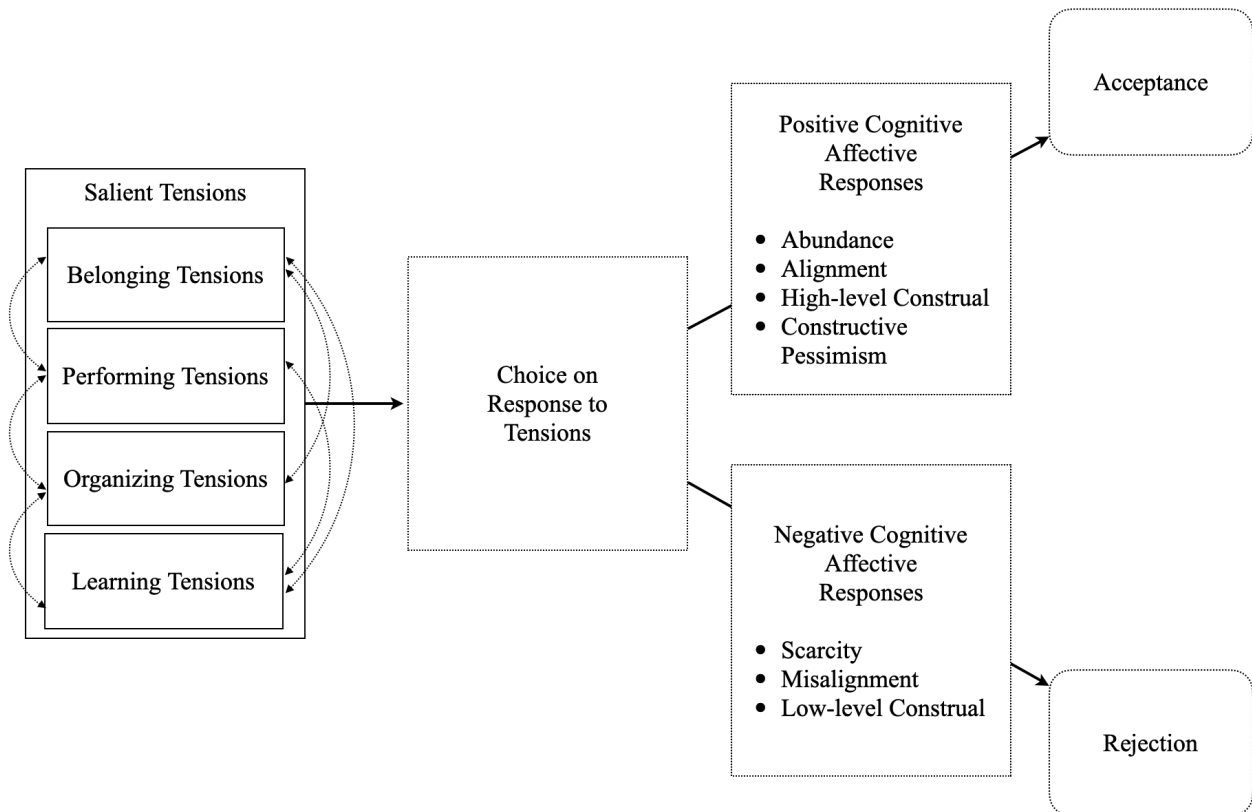 Salient Tensions
Belonging Tensions
Performing Tensions
Organizing Tensions
Learning Tensions
Choice on
Response to
Tensions
Positive Cognitive
Affective
Responses
• Abundance
• Alignment
• High-level Construal
• Constructive
Pessimism
Negative Cognitive
Affective
Responses
• Scarcity
• Misalignment
• Low-level Construal
Acceptance
Rejection